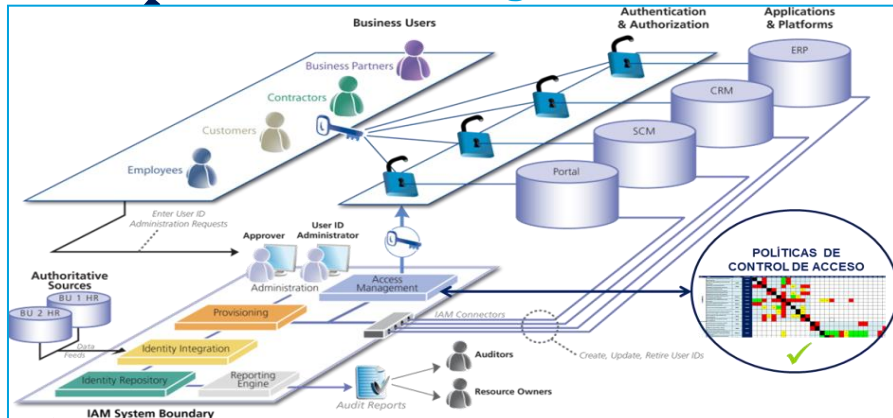 Business Users
Authentication
& Authorization
Applications
& Platforms
Business Partners
Contractors
Customers
Employees
ERP
CRM
SCM
Portal
Enter User ID
Administration Requests
Approver
User ID
Administrator
Administration
Authoritative
Sources
BU 1 HR
BU 2 HR
Data
Feeds
Access
Management
Provisioning
Identity Integration
Identity Repository
Reporting
Engine
IAM Connectors
Create, Update, Retire User IDs
Auditors
Resource Owners
Audit Reports
IAM System Boundary
POLÍTICAS DE
CONTROL DE ACCESO